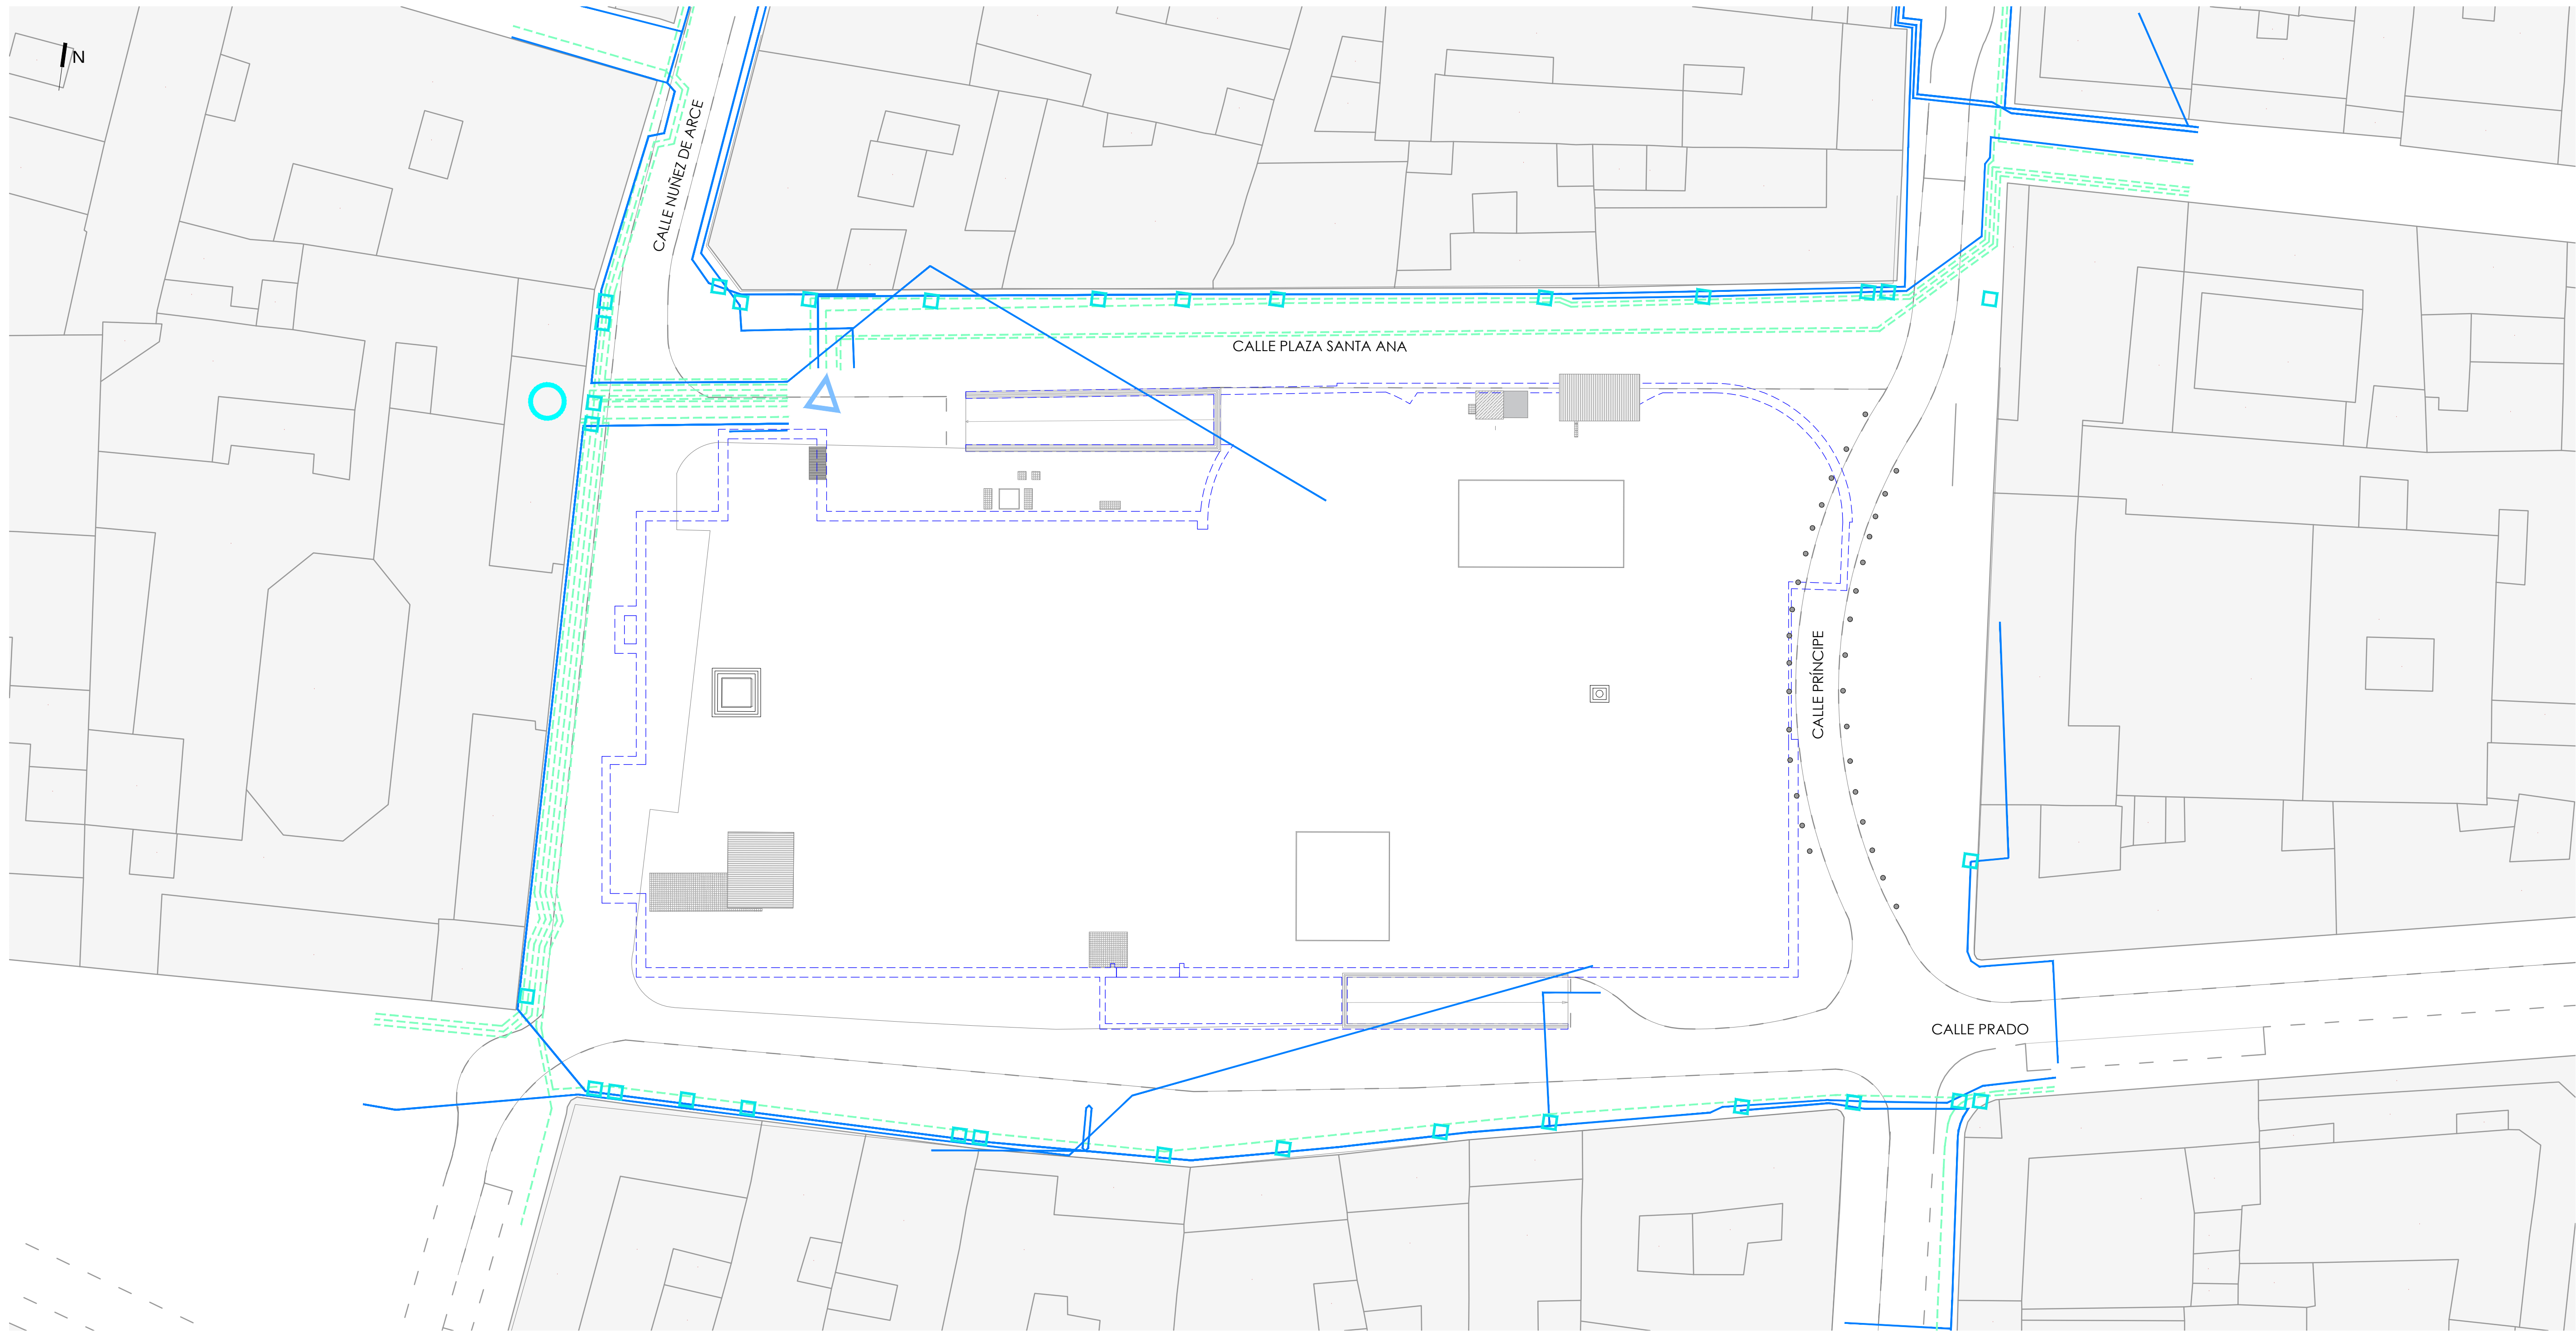 N
CALLE NUÑEZ DE ARCE
CALLE PLAZA SANTA ANA
CALLE PRÍNCIPE
CALLE PRADO